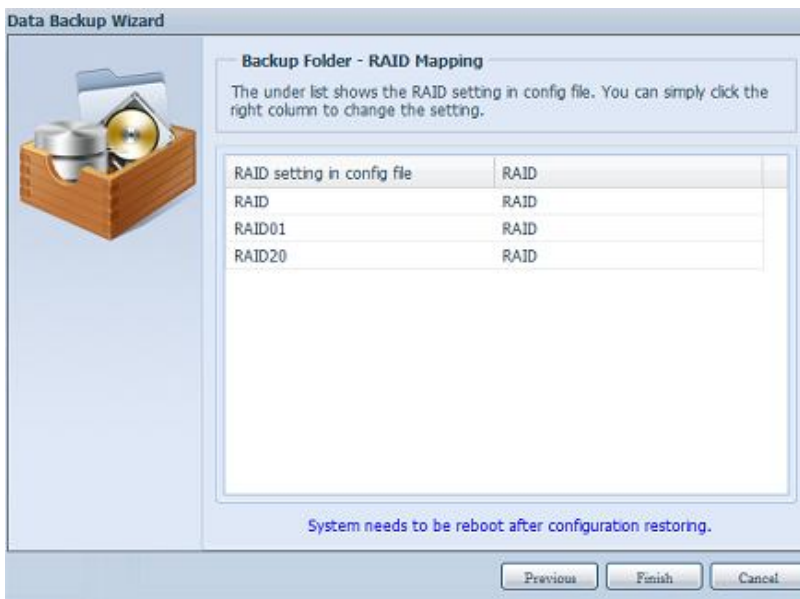 Data Backup Wizard
Backup Folder - RAID Mapping
The under list shows the RAID setting in config file. You can simply click the
right column to change the setting.
RAID setting in config file RAID
RAID RAID
RAID01 RAID
RAID20 RAID
System needs to be reboot after configuration restoring.
Previous Finish Cancel